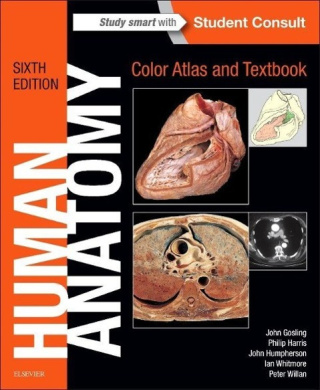 Study smart with Student Consult
SIXTH
EDITION
HUMAN
ANATOMY
Color Atlas and Textbook
John Gosling
Philip Harris
John Humpherson
Ian Whitmore
Peter Willan
ELSEVIER